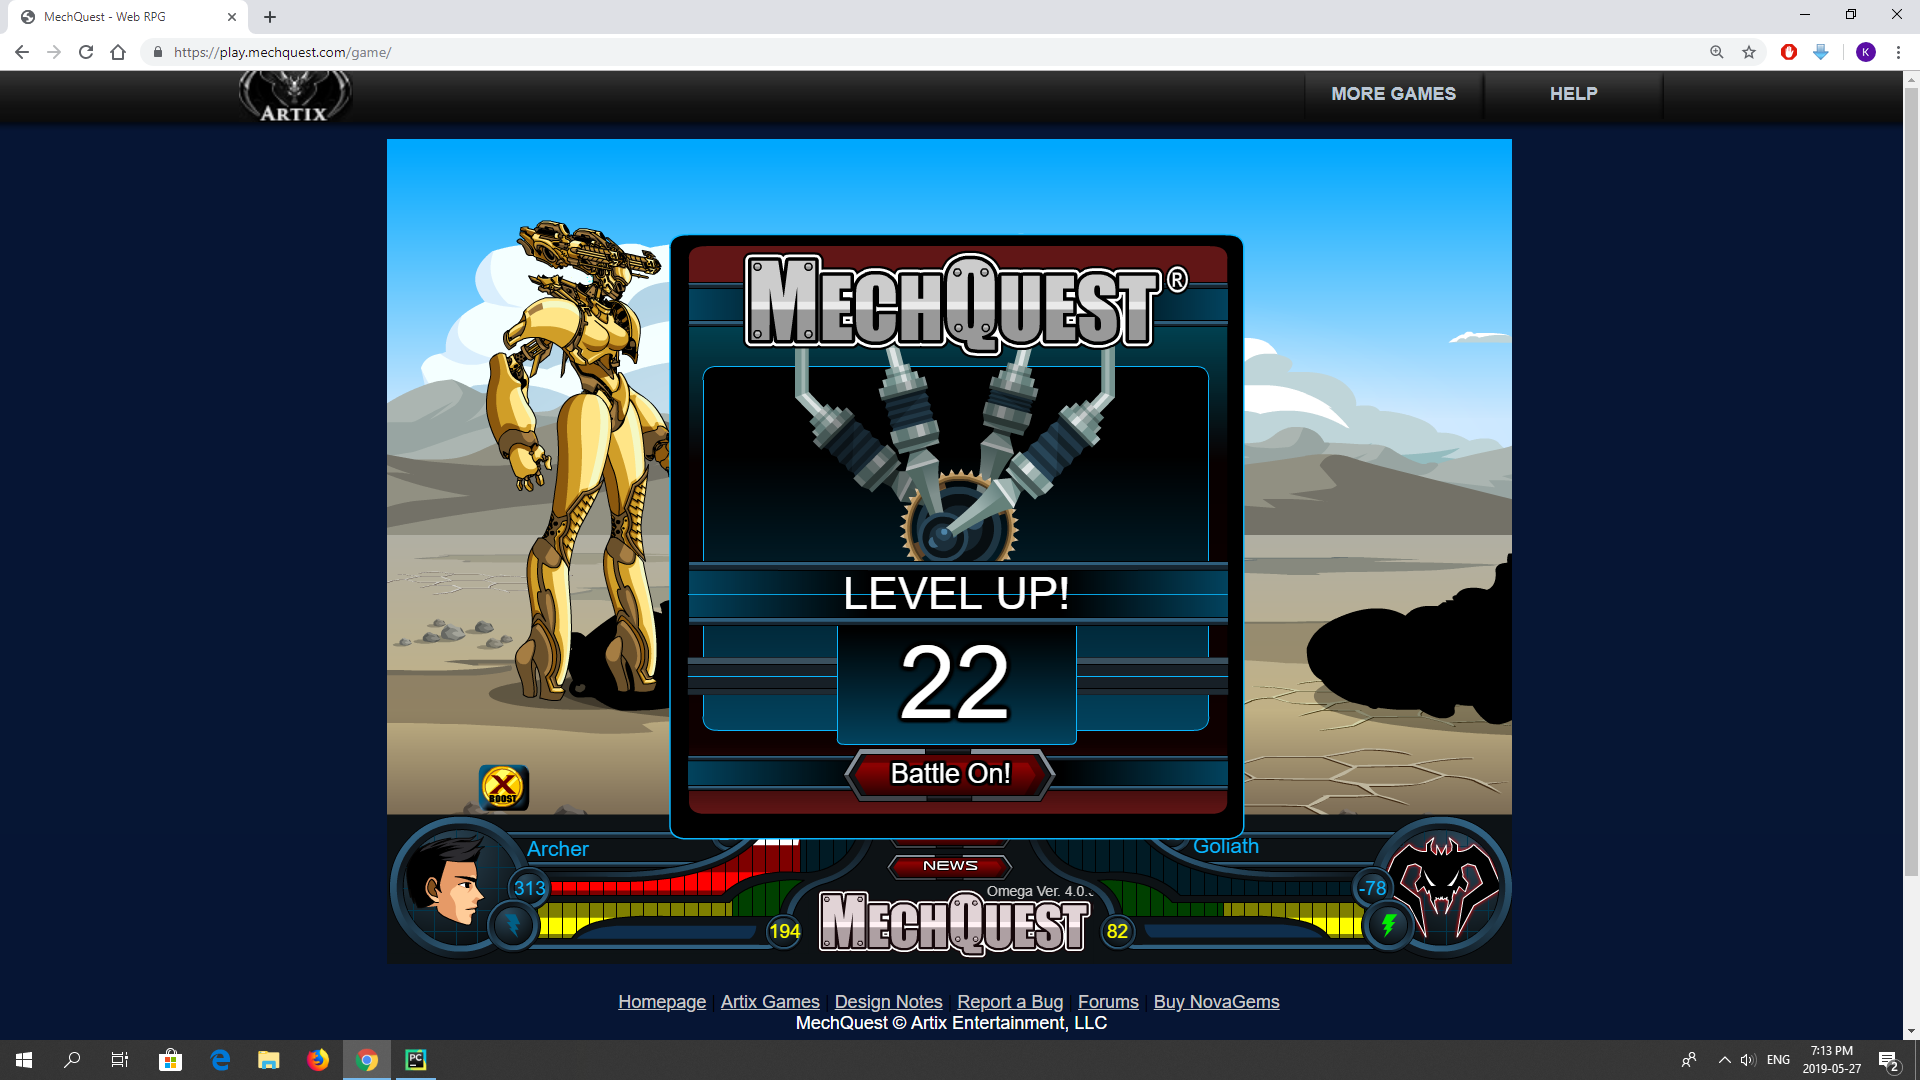 MechQuest - Web RPG
https://play.mechquest.com/game/
K
ARTIX
MORE GAMES
HELP
MECHQUEST®
LEVEL UP!
22
Battle On!
X
BOOST
Archer
Goliath
NEWS
313
-78
Omega Ver. 4.0.
MECHQUEST
194
82
M
Homepage Artix Games Design Notes Report a Bug Forums Buy NovaGems
MechQuest © Artix Entertainment, LLC
PC
ENG
7:13 PM
2019-05-27
2